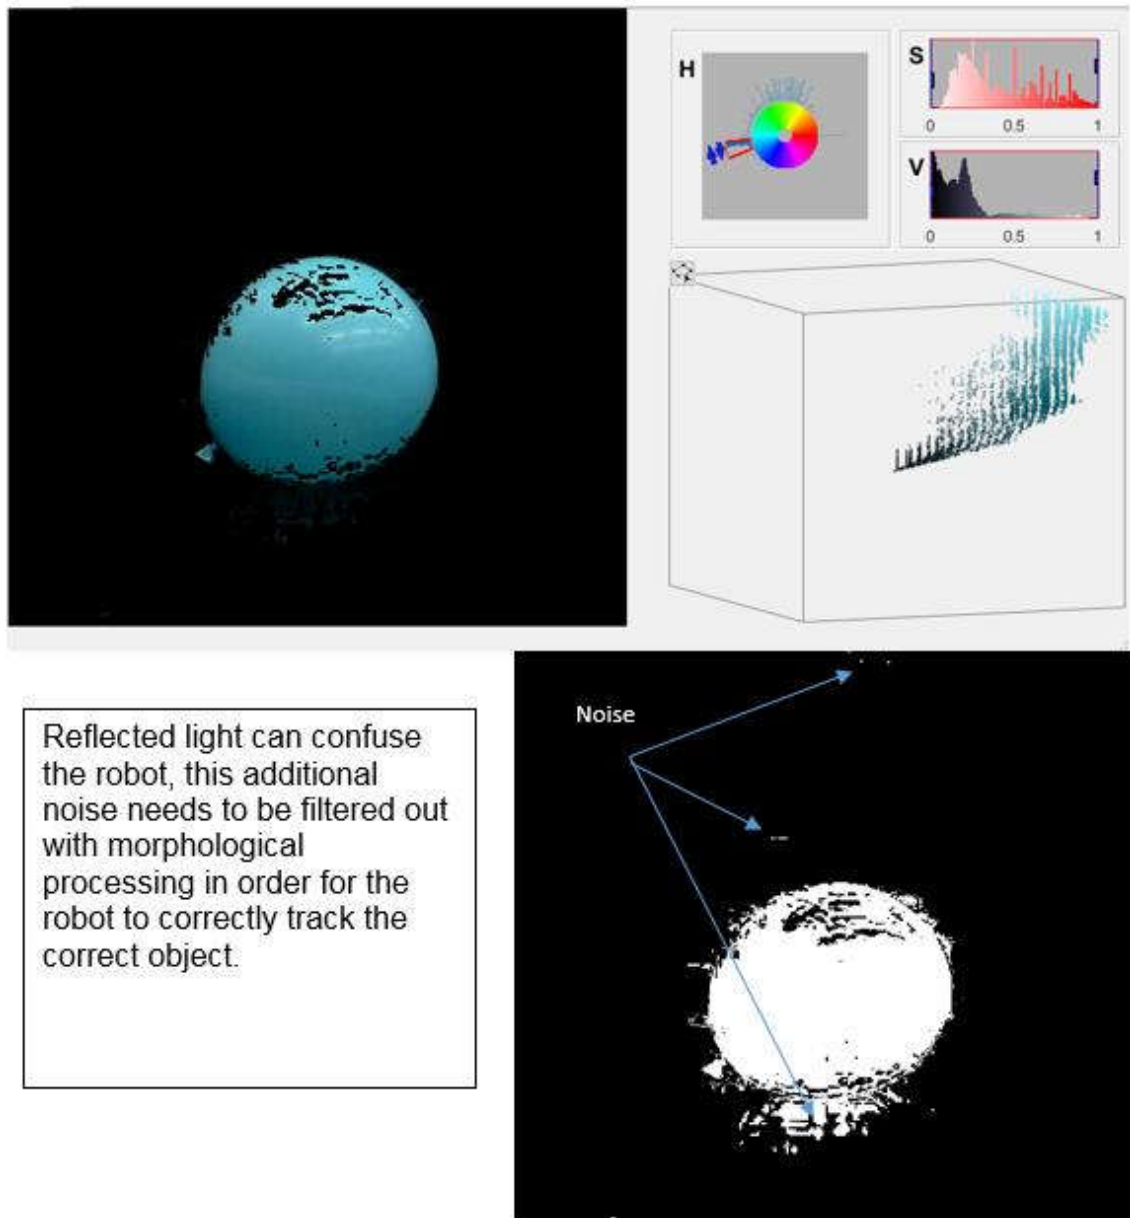 H
S
0 0.5 1
V
0 0.5 1
Noise
Reflected light can confuse
the robot, this additional
noise needs to be filtered out
with morphological
processing in order for the
robot to correctly track the
correct object.